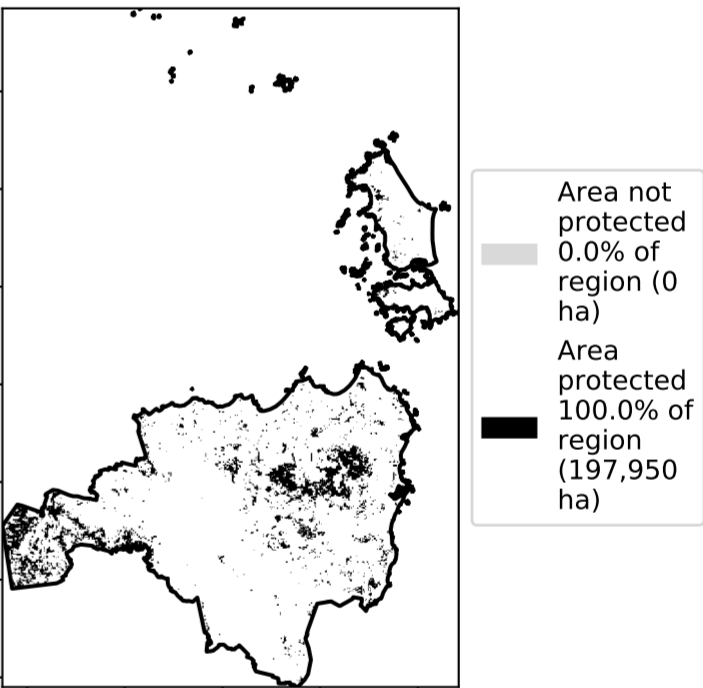 Area not
protected
0.0% of
region (0
ha)
Area
protected
100.0% of
region
(197,950
ha)